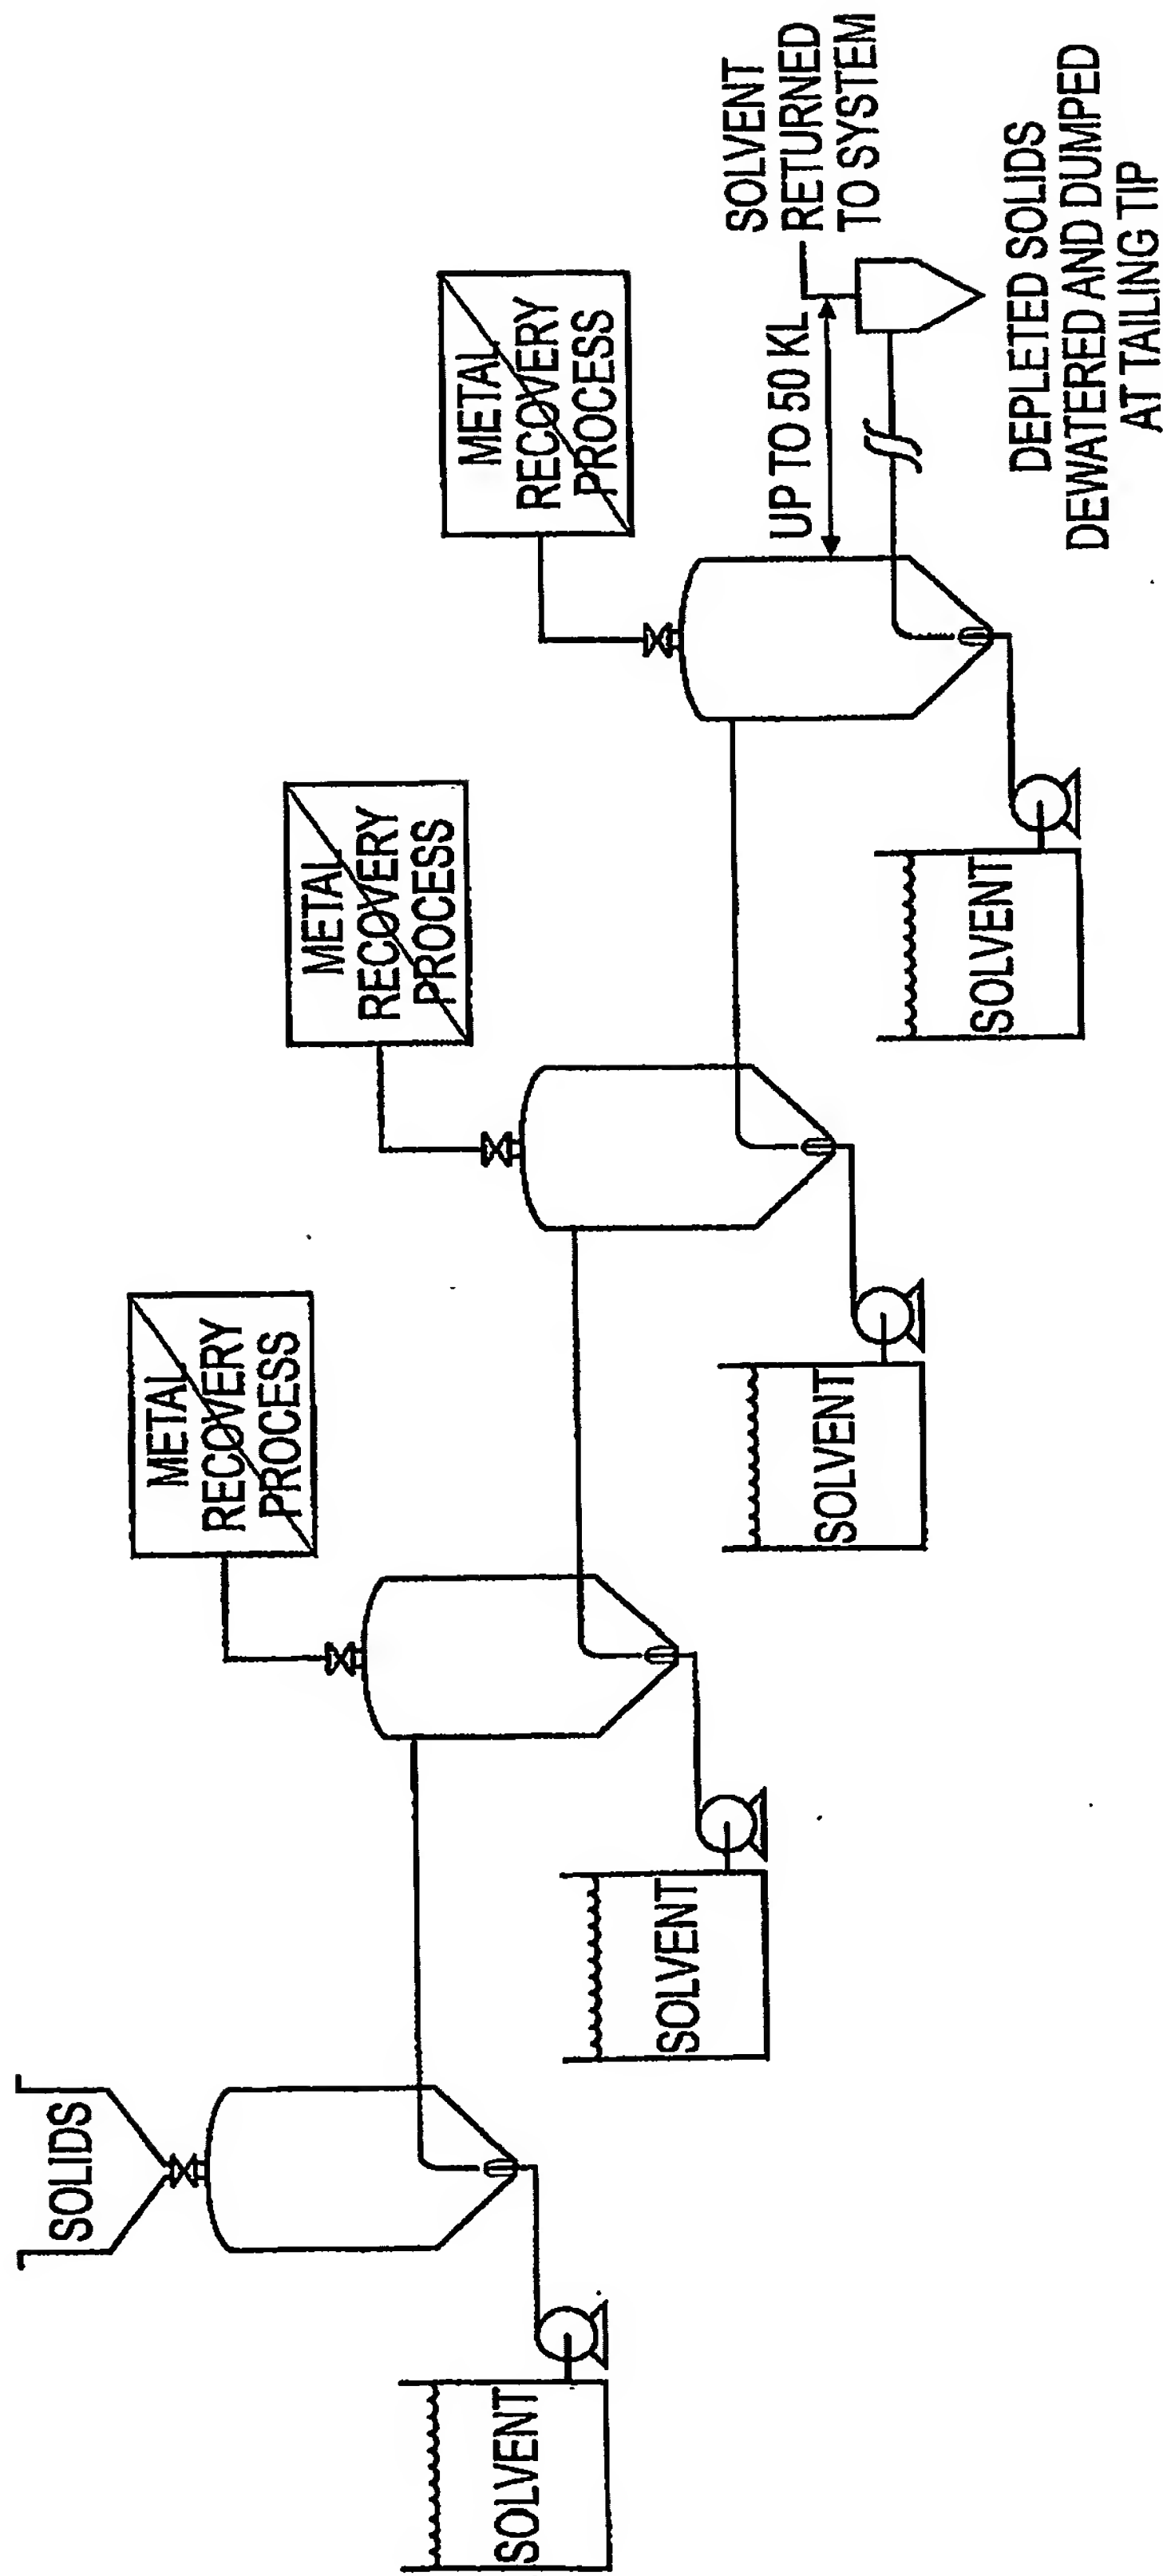 SOLIDS
SOLVENT
METAL
RECOVERY
PROCESS
SOLVENT
METAL
RECOVERY
PROCESS
SOLVENT
METAL
RECOVERY
PROCESS
SOLVENT
UP TO 50 KL
SOLVENT
RETURNED
TO SYSTEM
DEPLETED SOLIDS
DEWATERED AND DUMPED
AT TAILING TIP